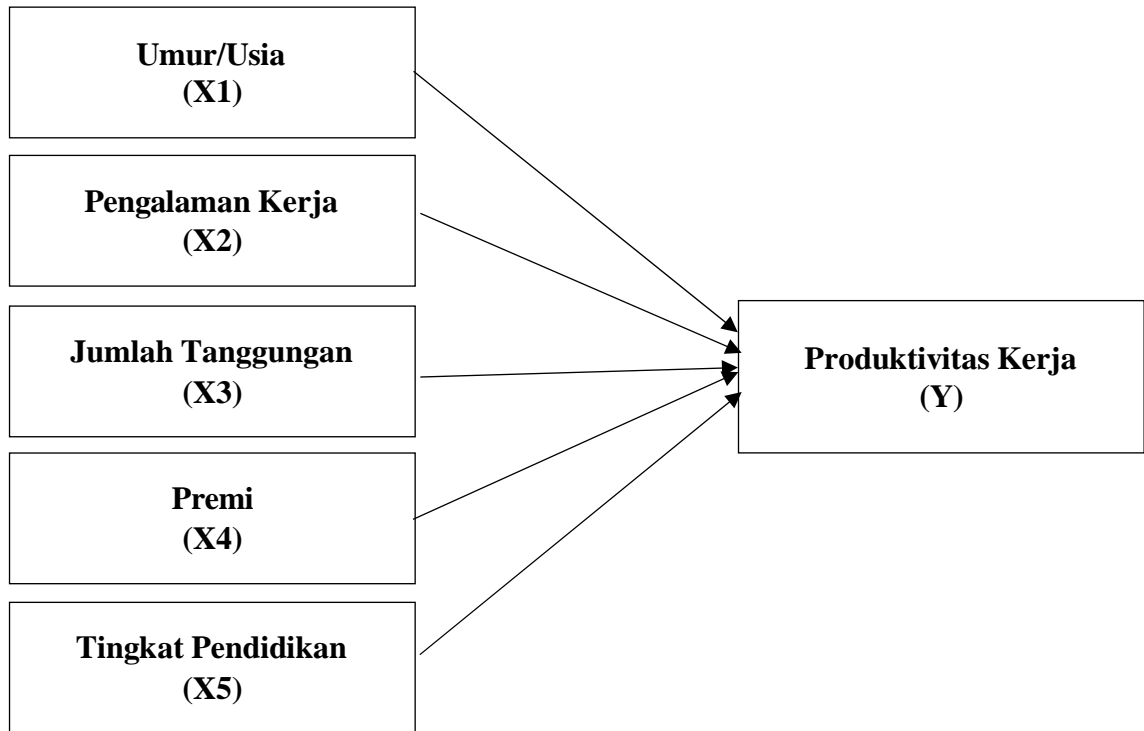 Umur/Usia
(X1)
Pengalaman Kerja
(X2)
Jumlah Tanggungan
(X3)
Premi
(X4)
Tingkat Pendidikan
(X5)
Produktivitas Kerja
(Y)